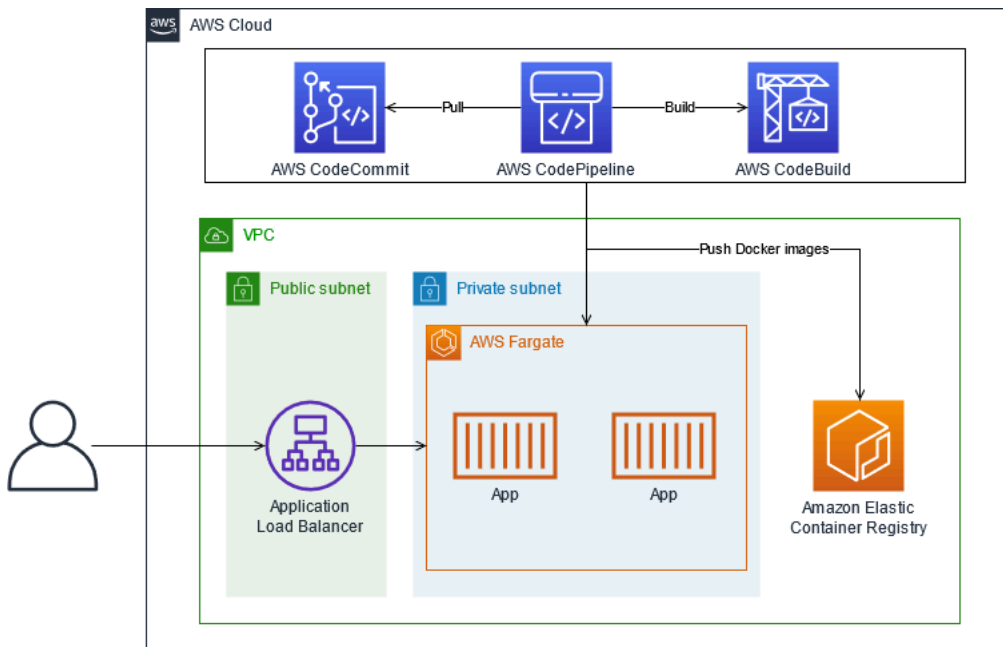 aws
AWS Cloud
Pull
Build
AWS CodeCommit
AWS CodePipeline
AWS CodeBuild
VPC
Push Docker images
Public subnet
Private subnet
AWS Fargate
App
App
Application
Load Balancer
Amazon Elastic
Container Registry